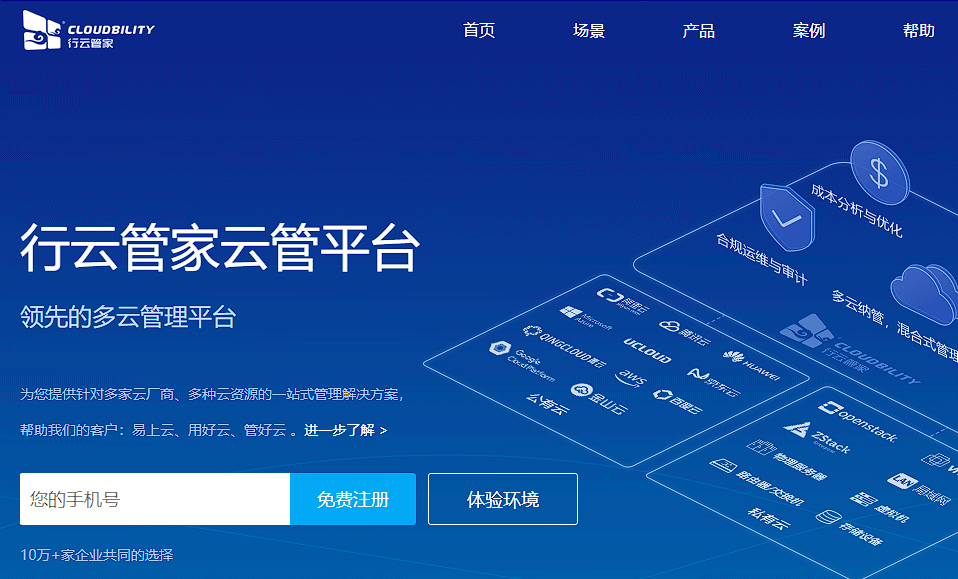 CLOUDBILITY
行云管家
首页 场景 产品 案例 帮助
成本分析与优化
合规运维与审计
多云纳管，混合式管理
行云管家云管平台
领先的多云管理平台
阿里云
Microsoft Azure
腾讯云
QINGCLOUD青云
UCLOUD
HUAWEI
Google Cloud Platform
aws
京东云
金山云
百度云
公有云
CLOUDBILITY
行云管家
openstack
ZStack
物理服务器
LAN 局域网
路由器/交换机
虚拟机
私有云
存储设备
为您提供针对多家云厂商、多种云资源的一站式管理解决方案，
帮助我们的客户：易上云、用好云、管好云 。进一步了解 >
您的手机号 免费注册 体验环境
10万+家企业共同的选择